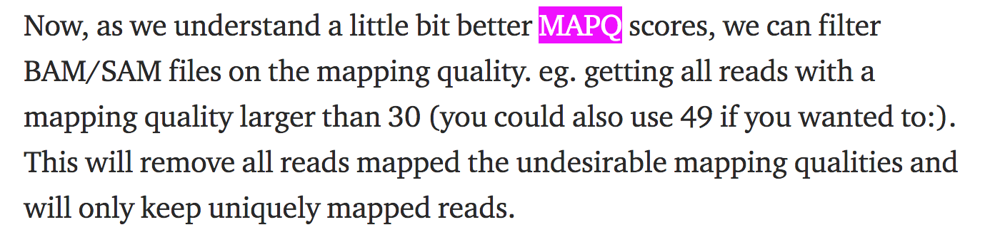 Now, as we understand a little bit better MAPQ scores, we can filter
BAM/SAM files on the mapping quality. eg. getting all reads with a
mapping quality larger than 30 (you could also use 49 if you wanted to:).
This will remove all reads mapped the undesirable mapping qualities and
will only keep uniquely mapped reads.